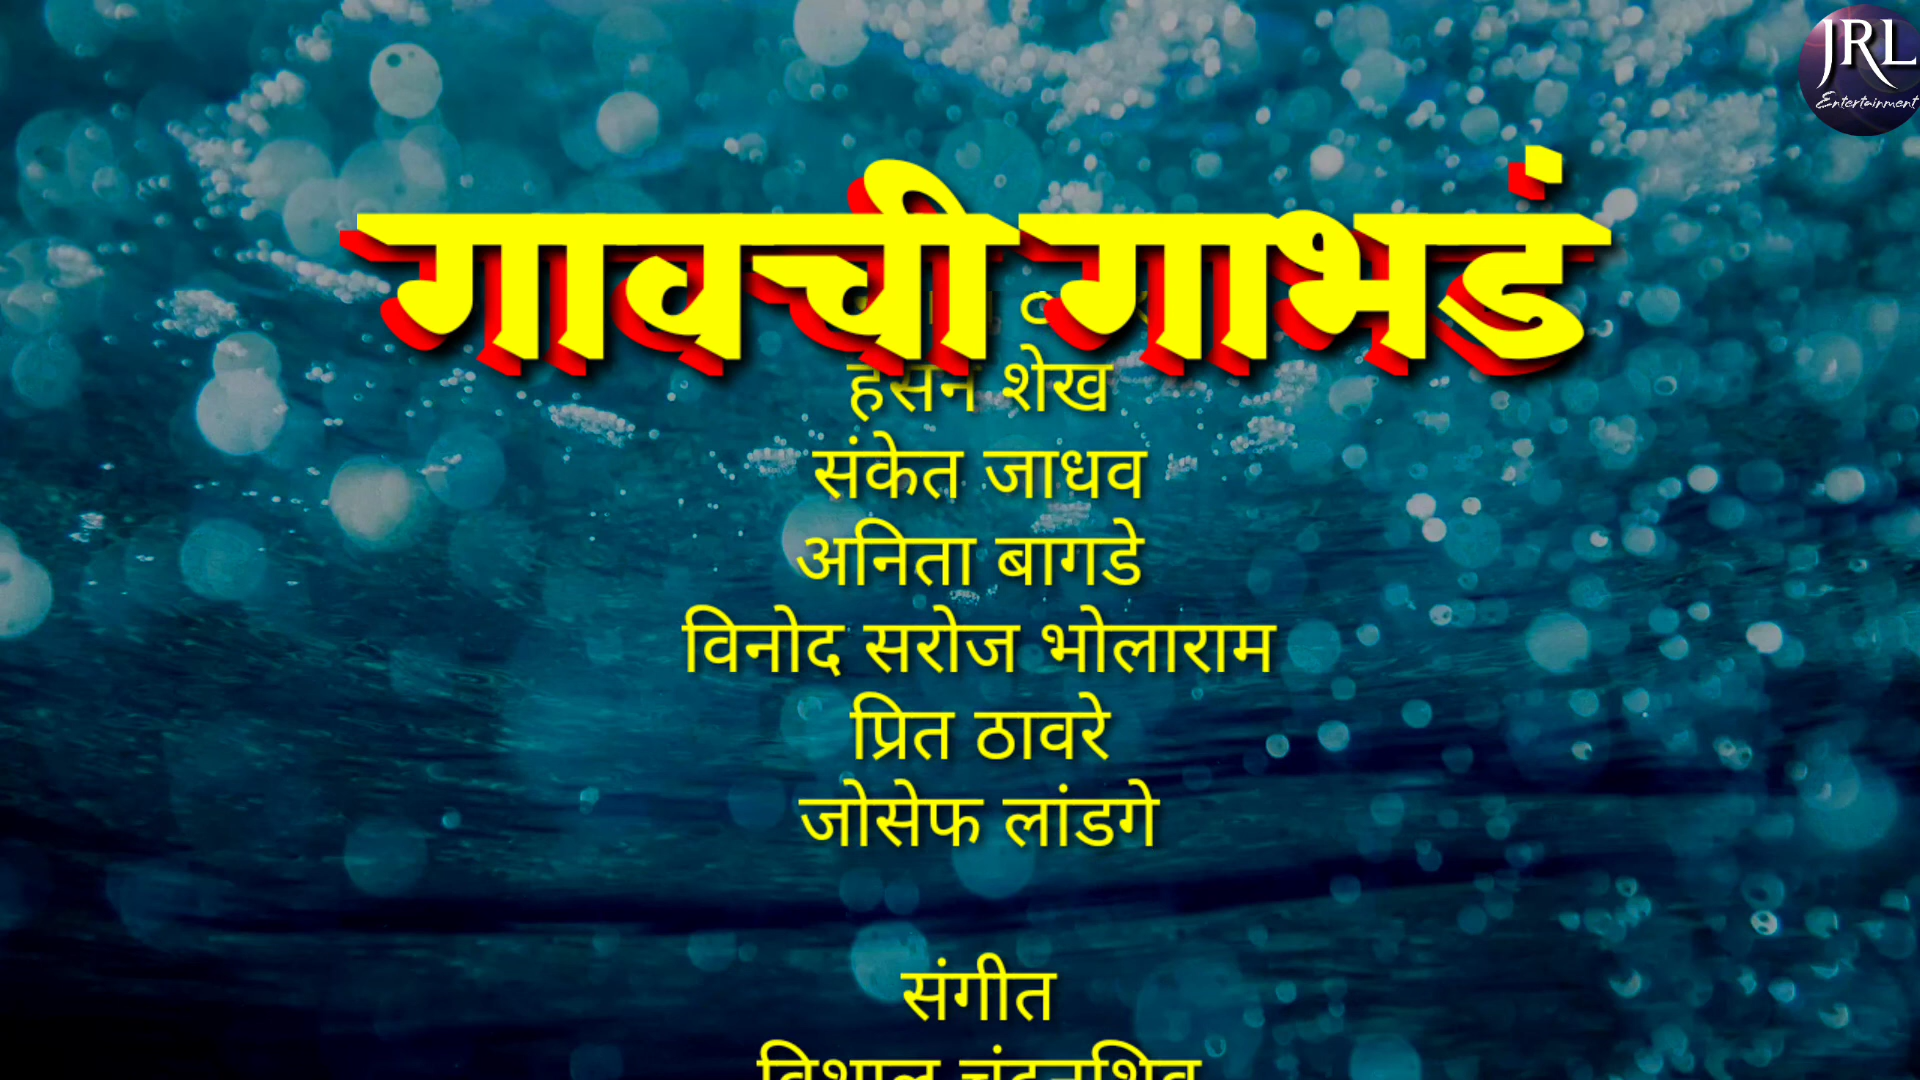 JRL
Entertainment
गावची गाभडं
हसन शेख
संकेत जाधव
अनिता बागडे
विनोद सरोज भोलाराम
प्रित ठावरे
जोसेफ लांडगे
संगीत